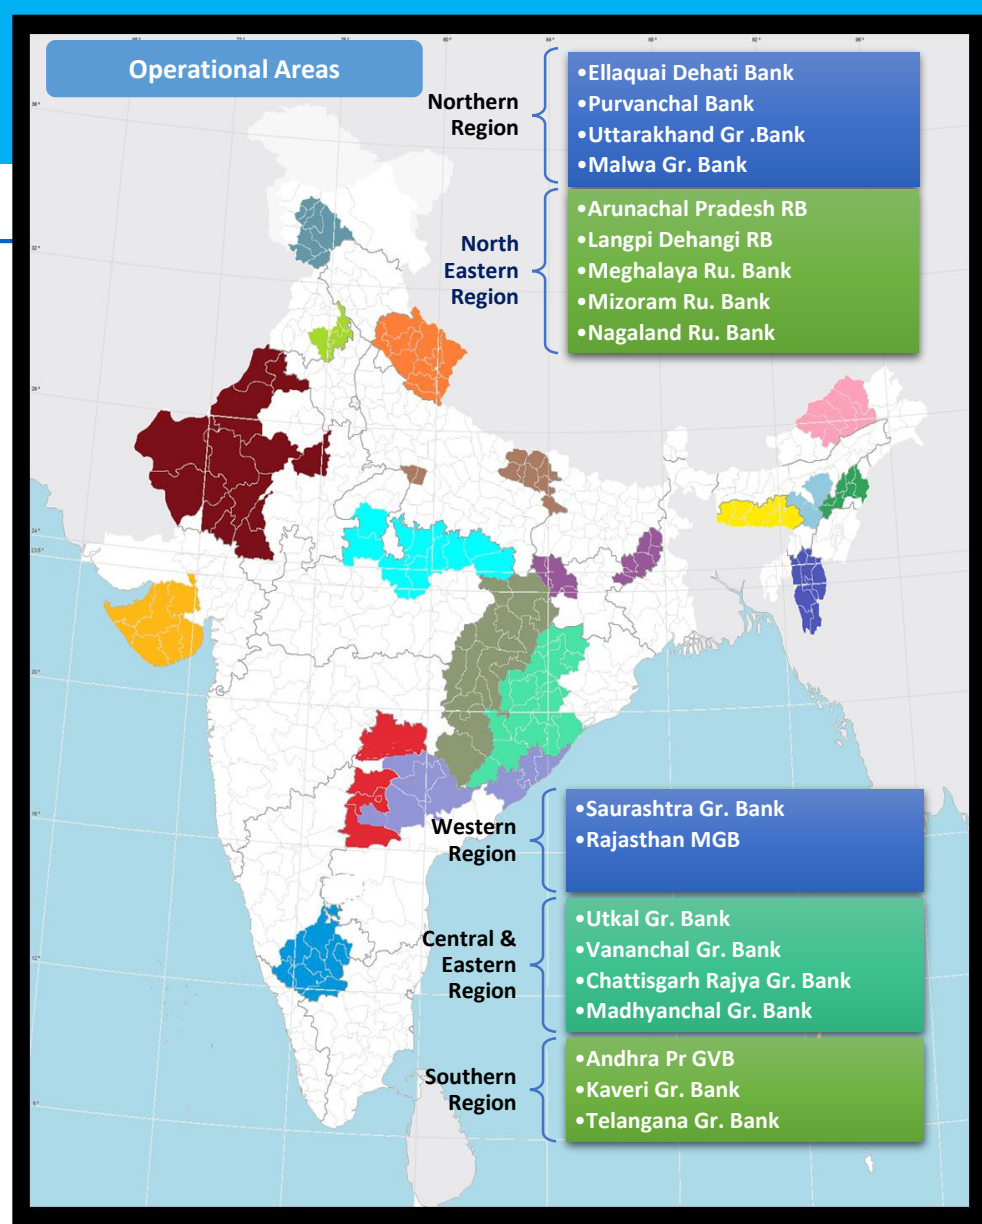 Operational Areas
Northern
Region
•Ellaquai Dehati Bank
•Purvanchal Bank
•Uttarakhand Gr .Bank
•Malwa Gr. Bank
North
Eastern
Region
•Arunachal Pradesh RB
•Langpi Dehangi RB
•Meghalaya Ru. Bank
•Mizoram Ru. Bank
•Nagaland Ru. Bank
Western
Region
•Saurashtra Gr. Bank
•Rajasthan MGB
Central &
Eastern
Region
•Utkal Gr. Bank
•Vananchal Gr. Bank
•Chattisgarh Rajya Gr. Bank
•Madhyanchal Gr. Bank
Southern
Region
•Andhra Pr GVB
•Kaveri Gr. Bank
•Telangana Gr. Bank